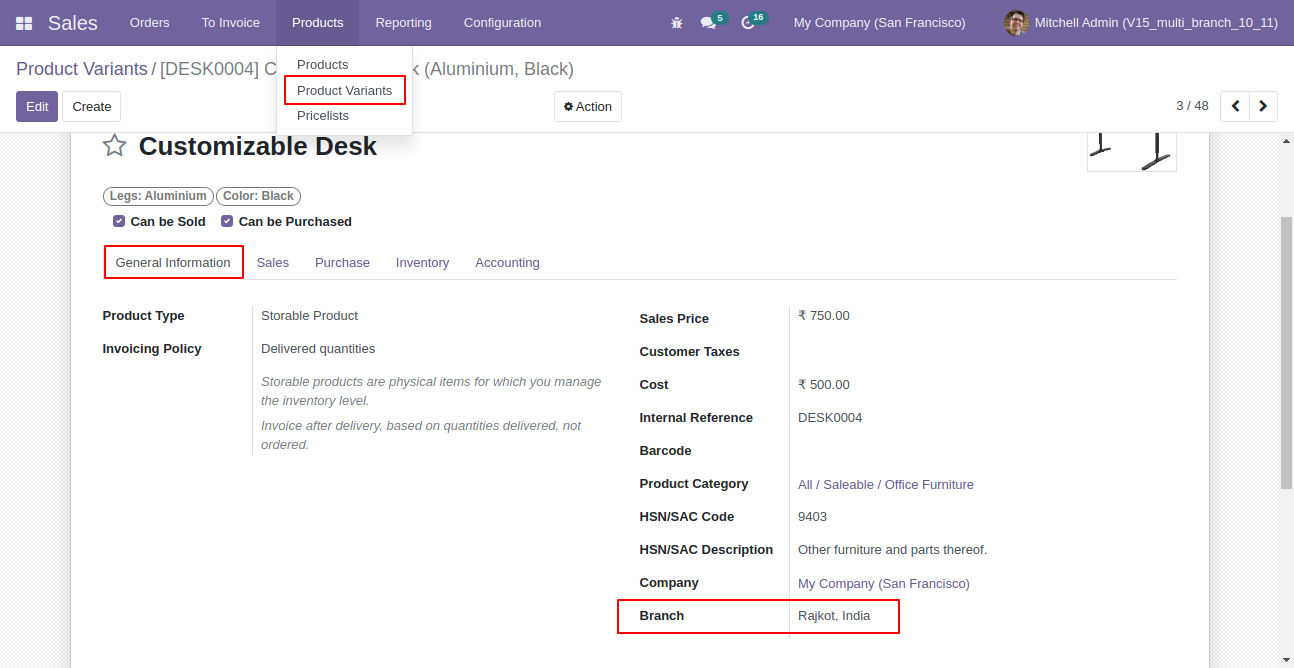 Sales Orders To Invoice Products Reporting Configuration 5 16 My Company (San Francisco) Mitchell Admin (V15_multi_branch_10_11)
Products
Product Variants
Pricelists
Product Variants / [DESK0004] C k (Aluminium, Black)
Edit Create Action 3 / 48
Customizable Desk
Legs: Aluminium Color: Black
Can be Sold Can be Purchased
General Information Sales Purchase Inventory Accounting
Product Type Storable Product
Invoicing Policy Delivered quantities
Storable products are physical items for which you manage
the inventory level.
Invoice after delivery, based on quantities delivered, not
ordered.
Sales Price ₹ 750.00
Customer Taxes
Cost ₹ 500.00
Internal Reference DESK0004
Barcode
Product Category All / Saleable / Office Furniture
HSN/SAC Code 9403
HSN/SAC Description Other furniture and parts thereof.
Company My Company (San Francisco)
Branch Rajkot, India